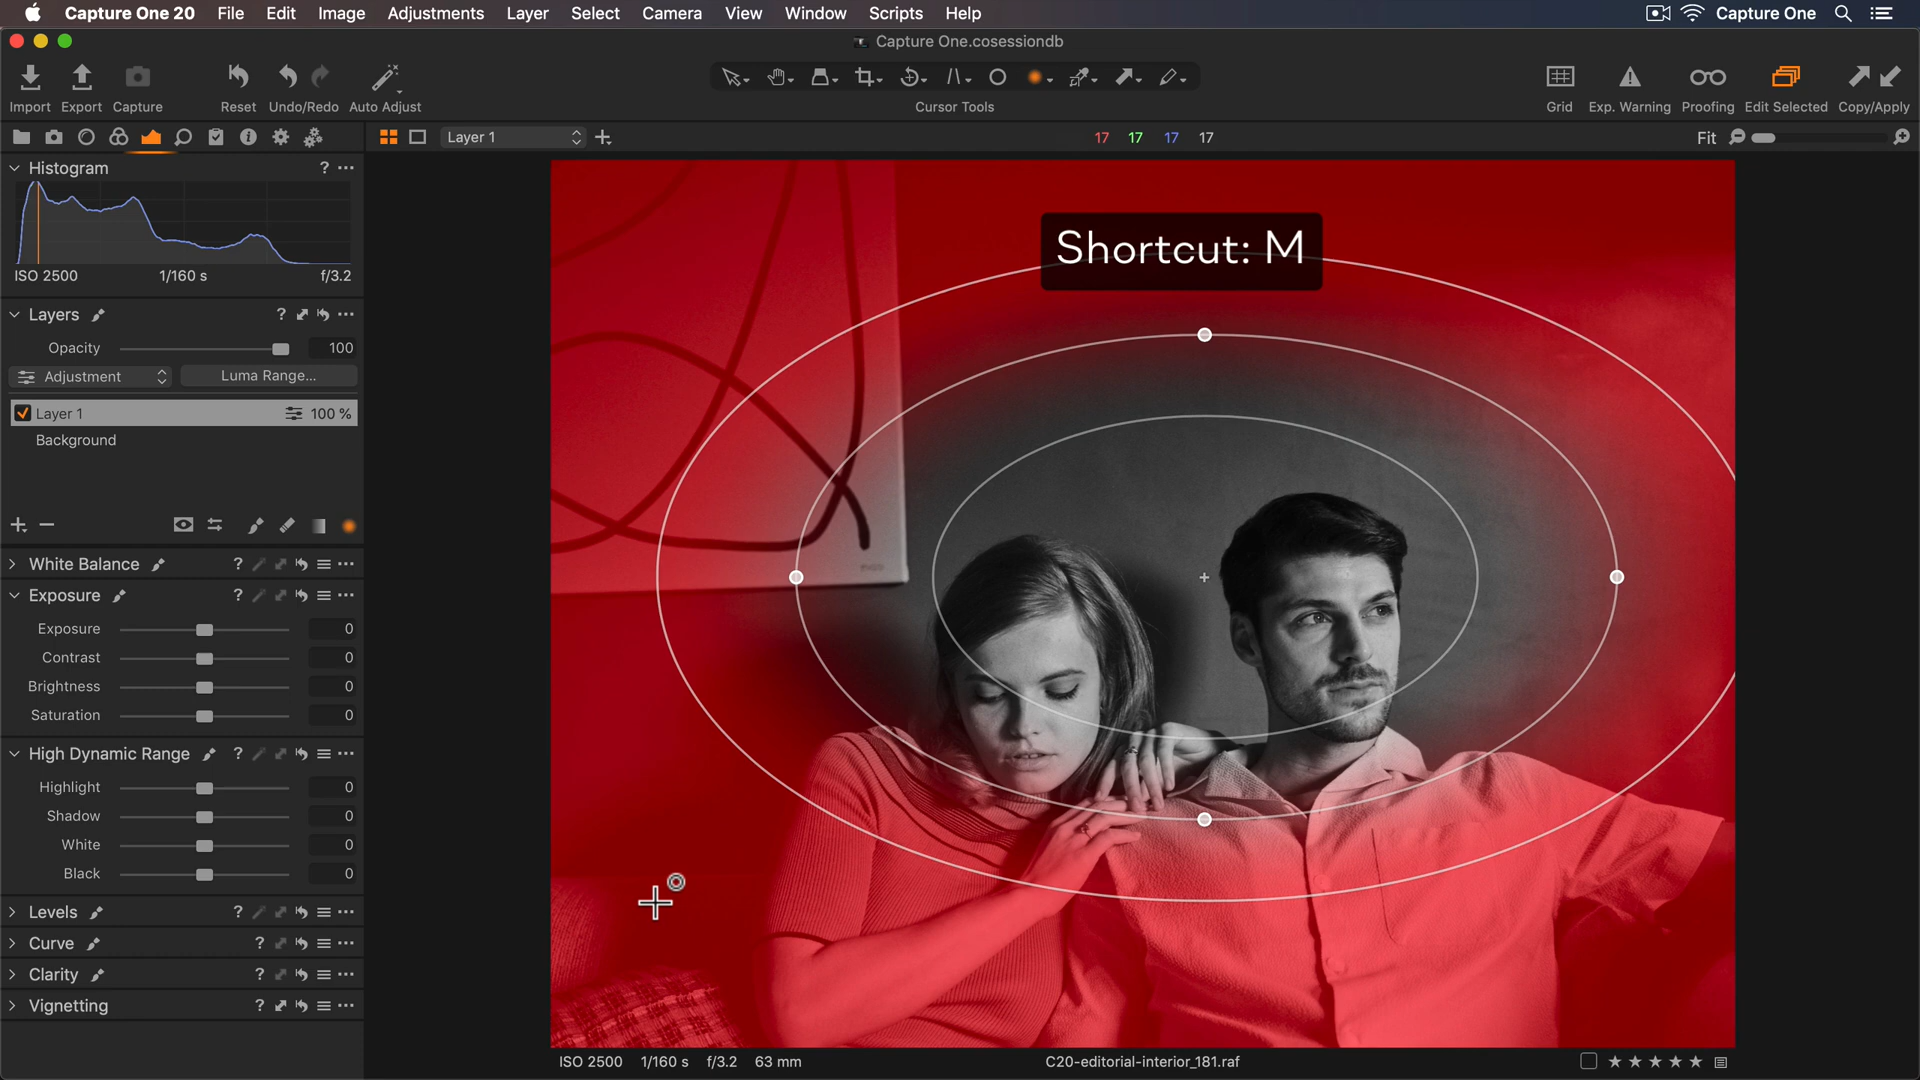 Capture One 20 File Edit Image Adjustments Layer Select Camera View Window Scripts Help Capture One
Capture One.cosessiondb
Import Export Capture Reset Undo/Redo Auto Adjust Cursor Tools Grid Exp. Warning Proofing Edit Selected Copy/Apply
Layer 1 17 17 17 17 Fit
Histogram ?
ISO 2500 1/160 s f/3.2
Layers ?
Opacity 100
Adjustment Luma Range...
Layer 1 100 %
Background
White Balance ?
Exposure ?
Exposure 0
Contrast 0
Brightness 0
Saturation 0
High Dynamic Range ?
Highlight 0
Shadow 0
White 0
Black 0
Levels ?
Curve ?
Clarity ?
Vignetting ?
Shortcut: M
ISO 2500 1/160 s f/3.2 63 mm C20-editorial-interior_181.raf